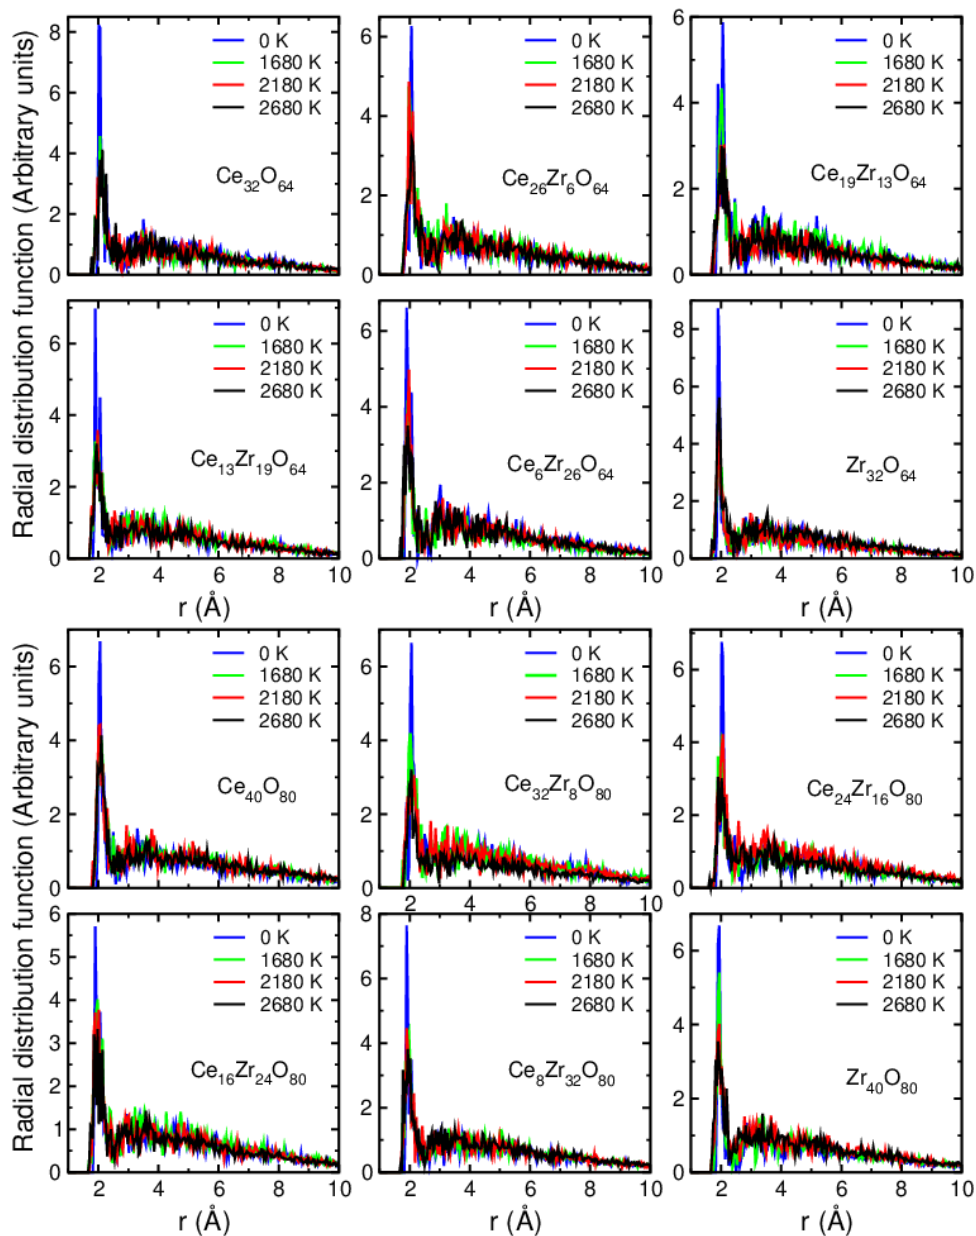 Radial distribution function (Arbitrary units)
8
6
4
2
0
0 K
1680 K
2180 K
2680 K
Ce32O64
6
4
2
0
0 K
1680 K
2180 K
2680 K
Ce26Zr6O64
6
4
2
0
0 K
1680 K
2180 K
2680 K
Ce19Zr13O64
6
4
2
0
0 K
1680 K
2180 K
2680 K
Ce13Zr19O64
2 4 6 8 10
r (Å)
6
4
2
0
0 K
1680 K
2180 K
2680 K
Ce6Zr26O64
2 4 6 8 10
r (Å)
8
6
4
2
0
0 K
1680 K
2180 K
2680 K
Zr32O64
2 4 6 8 10
r (Å)
Radial distribution function (Arbitrary units)
6
4
2
0
0 K
1680 K
2180 K
2680 K
Ce40O80
6
4
2
0
0 K
1680 K
2180 K
2680 K
Ce32Zr8O80
2 4 6 8 10
6
4
2
0
0 K
1680 K
2180 K
2680 K
Ce24Zr16O80
6
5
4
3
2
1
0
0 K
1680 K
2180 K
2680 K
Ce16Zr24O80
2 4 6 8 10
r (Å)
8
6
4
2
0
0 K
1680 K
2180 K
2680 K
Ce8Zr32O80
2 4 6 8 10
r (Å)
6
4
2
0
0 K
1680 K
2180 K
2680 K
Zr40O80
2 4 6 8 10
r (Å)